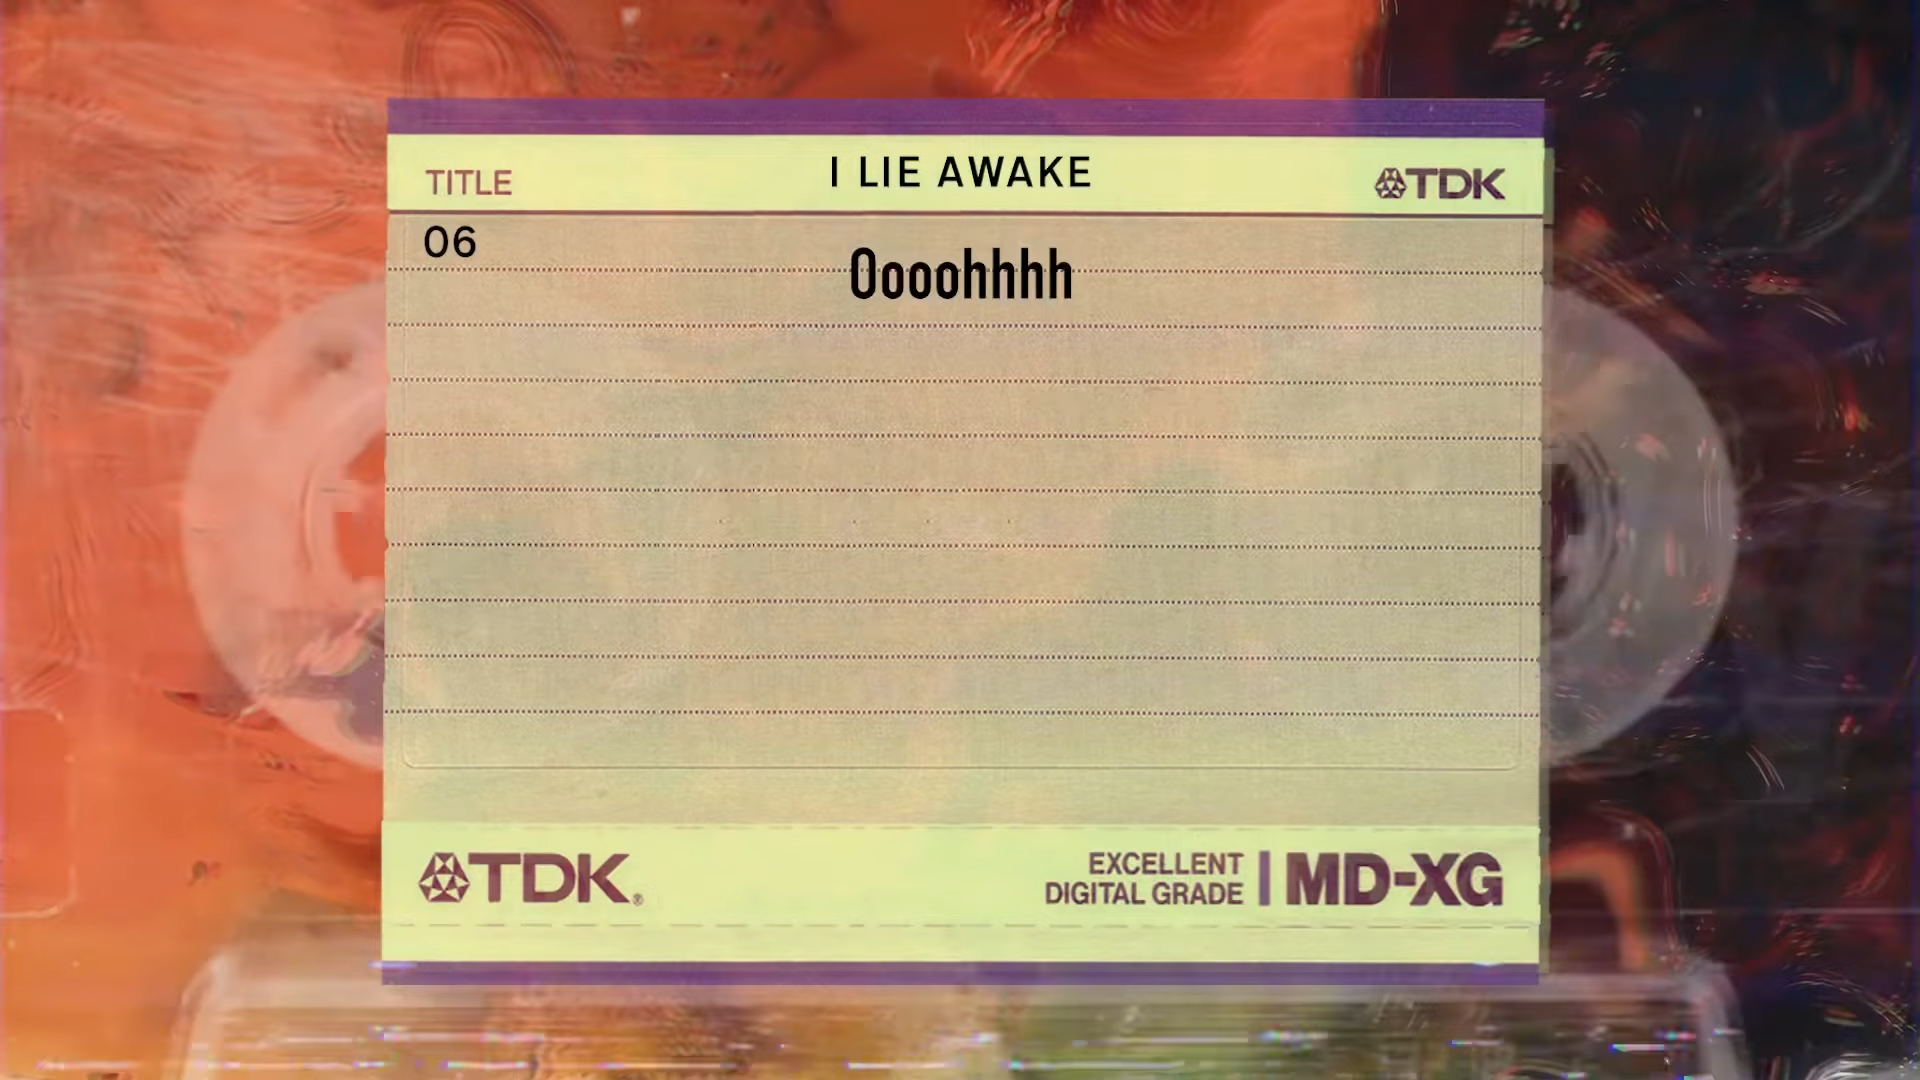 TITLE
I LIE AWAKE
TDK
06
Oooohhhh
TDK®
EXCELLENT
DIGITAL GRADE
MD-XG